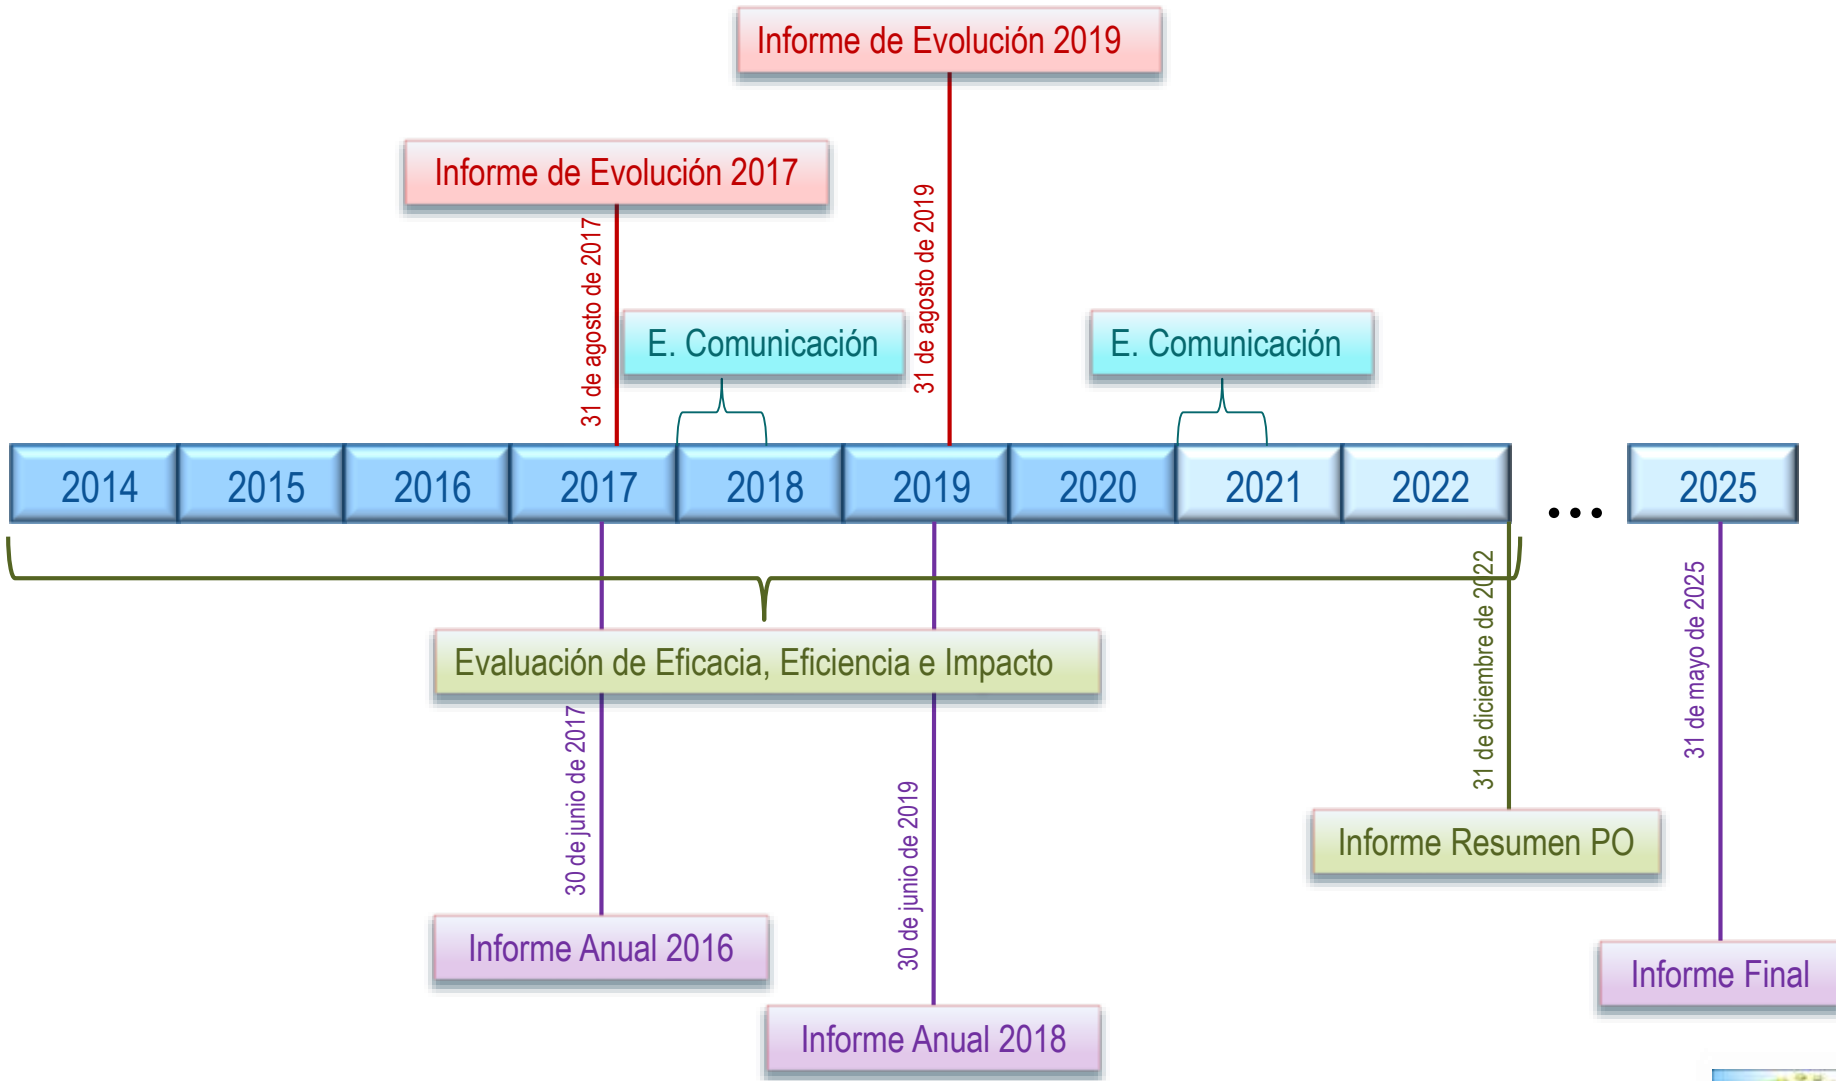 Informe de Evolución 2019
Informe de Evolución 2017
31 de agosto de 2017
31 de agosto de 2019
E. Comunicación
E. Comunicación
2014
2015
2016
2017
2018
2019
2020
2021
2022
...
2025
Evaluación de Eficacia, Eficiencia e Impacto
30 de junio de 2017
30 de junio de 2019
31 de diciembre de 2022
31 de mayo de 2025
Informe Resumen PO
Informe Anual 2016
Informe Final
Informe Anual 2018